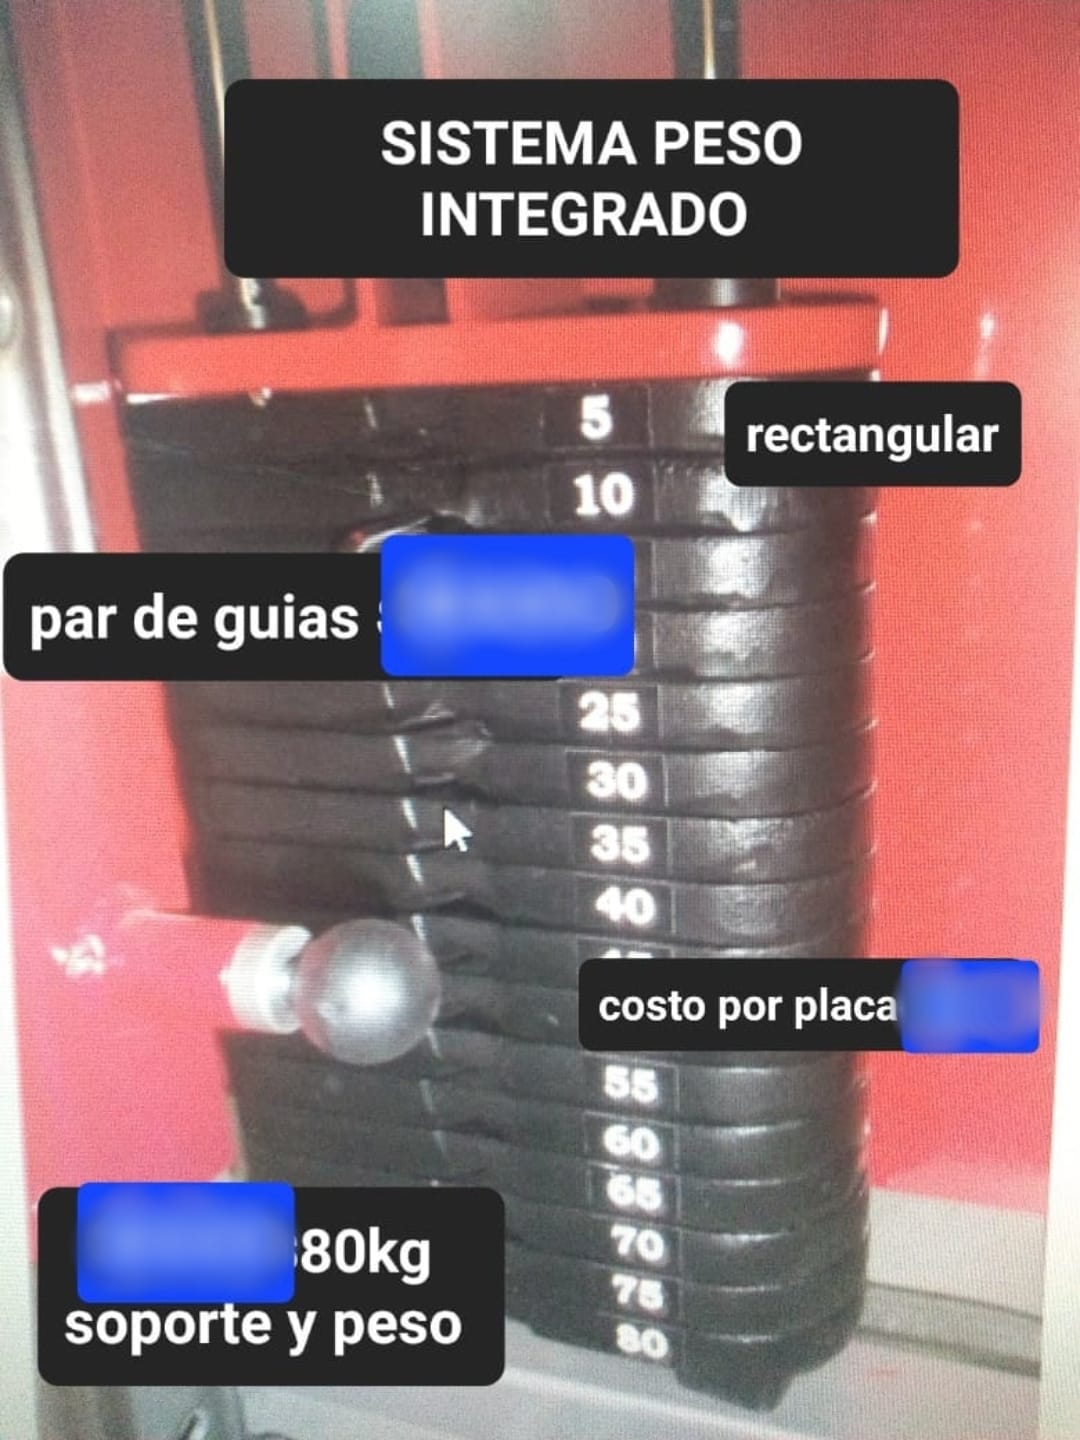 SISTEMA PESO
INTEGRADO
5
rectangular
10
par de guias
25
30
35
40
costo por placa
55
60
65
70
80kg
soporte y peso
75
80